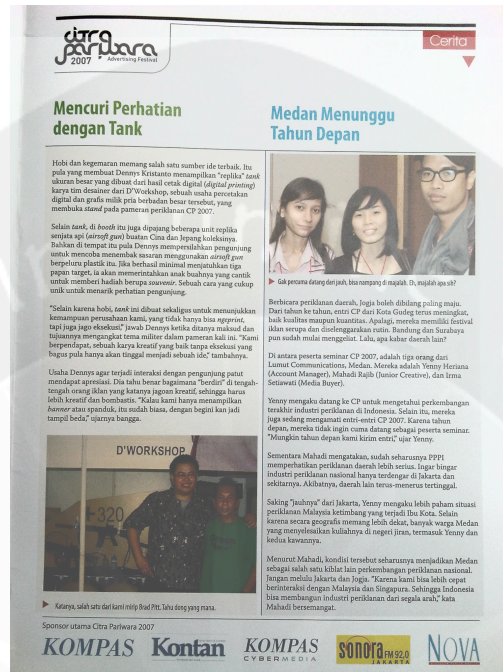 citra
pariwara
2007 Advertising Festival
Cerita
Mencuri Perhatian
dengan Tank
Hobi dan kegemaran memang salah satu sumber ide terbaik. Itu
pula yang membuat Dennys Kristanto menampilkan "replika" tank
ukuran besar yang dibuat dari hasil cetak digital (digital printing)
karya tim desainer dari D'Workshop, sebuah usaha percetakan
digital dan grafis milik pria berbadan besar tersebut, yang
membuka stand pada pameran periklanan CP 2007.
Selain tank, di booth itu juga dipajang beberapa unit replika
senjata api (airsoft gun) buatan Cina dan Jepang koleksinya.
Bahkan di tempat itu pula Dennys mempersilahkan pengunjung
untuk mencoba menembak sasaran menggunakan airsoft gun
berpeluru plastik itu. Jika berhasil minimal menjatuhkan tiga
papan target, ia akan memerintahkan anak buahnya yang cantik
untuk memberi hadiah berupa souvenir. Sebuah cara yang cukup
unik untuk menarik perhatian pengunjung.
"Selain karena hobi, tank ini dibuat sekaligus untuk menunjukkan
kemampuan perusahaan kami, yang tidak hanya bisa ngeprint,
tapi juga jago eksekusi," jawab Dennys ketika ditanya maksud dan
tujuannya mengangkat tema militer dalam pameran kali ini. "Kami
berpendapat, sebuah karya kreatif yang baik tanpa eksekusi yang
bagus pula hanya akan tinggal menjadi sebuah ide," tambahnya.
Usaha Dennys agar terjadi interaksi dengan pengunjung patut
mendapat apresiasi. Dia tahu benar bagaimana "berdiri" di tengah-
tengah orang iklan yang katanya jagoan kreatif, sehingga harus
lebih kreatif dan bombastis. "Kalau kami hanya menampilkan
banner atau spanduk, itu sudah biasa, dengan begini kan jadi
tampil beda," ujarnya bangga.
D'WORKSHOP
+320
Katanya, salah satu dari kami mirip Brad Pitt. Tahu dong yang mana.
Medan Menunggu
Tahun Depan
Gak percuma datang dari jauh, bisa nampang di majalah. Eh, majalah apa sih?
Berbicara periklanan daerah, Jogja boleh dibilang paling maju.
Dari tahun ke tahun, entri CP dari Kota Gudeg terus meningkat,
baik kualitas maupun kuantitas. Apalagi, mereka memiliki festival
iklan serupa dan diselenggarakan rutin. Bandung dan Surabaya
pun sudah mulai menggeliat. Lalu, apa kabar daerah lain?
Di antara peserta seminar CP 2007, adalah tiga orang dari
Lumut Communications, Medan. Mereka adalah Yenny Heriana
(Account Manager), Mahadi Rajib (Junior Creative), dan Irma
Setiawati (Media Buyer).
Yenny mengaku datang ke CP untuk mengetahui perkembangan
terakhir industri periklanan di Indonesia. Selain itu, mereka
juga sedang mengamati entri-entri CP 2007. Karena tahun
depan, mereka tidak ingin cuma datang sebagai peserta seminar.
"Mungkin tahun depan kami kirim entri," ujar Yenny.
Sementara Mahadi mengatakan, sudah seharusnya PPPI
memperhatikan periklanan daerah lebih serius. Ingar bingar
industri periklanan nasional hanya terdengar di Jakarta dan
sekitarnya. Akibatnya, daerah lain terus-menerus tertinggal.
Saking "jauhnya" dari Jakarta, Yenny mengaku lebih paham situasi
periklanan Malaysia ketimbang yang terjadi Ibu Kota. Selain
karena secara geografis memang lebih dekat, banyak warga Medan
yang menyelesaikan kuliahnya di negeri jiran, termasuk Yenny dan
kedua kawannya.
Menurut Mahadi, kondisi tersebut seharusnya menjadikan Medan
sebagai salah satu kiblat lain perkembangan periklanan nasional.
Jangan melulu Jakarta dan Jogja. "Karena kami bisa lebih cepat
berinteraksi dengan Malaysia dan Singapura. Sehingga Indonesia
bisa membangun industri periklanan dari segala arah," kata
Mahadi bersemangat.
Sponsor utama Citra Pariwara 2007
KOMPAS Kontan KOMPAS CYBERMEDIA sonora FM 92,0 JAKARTA NOVA